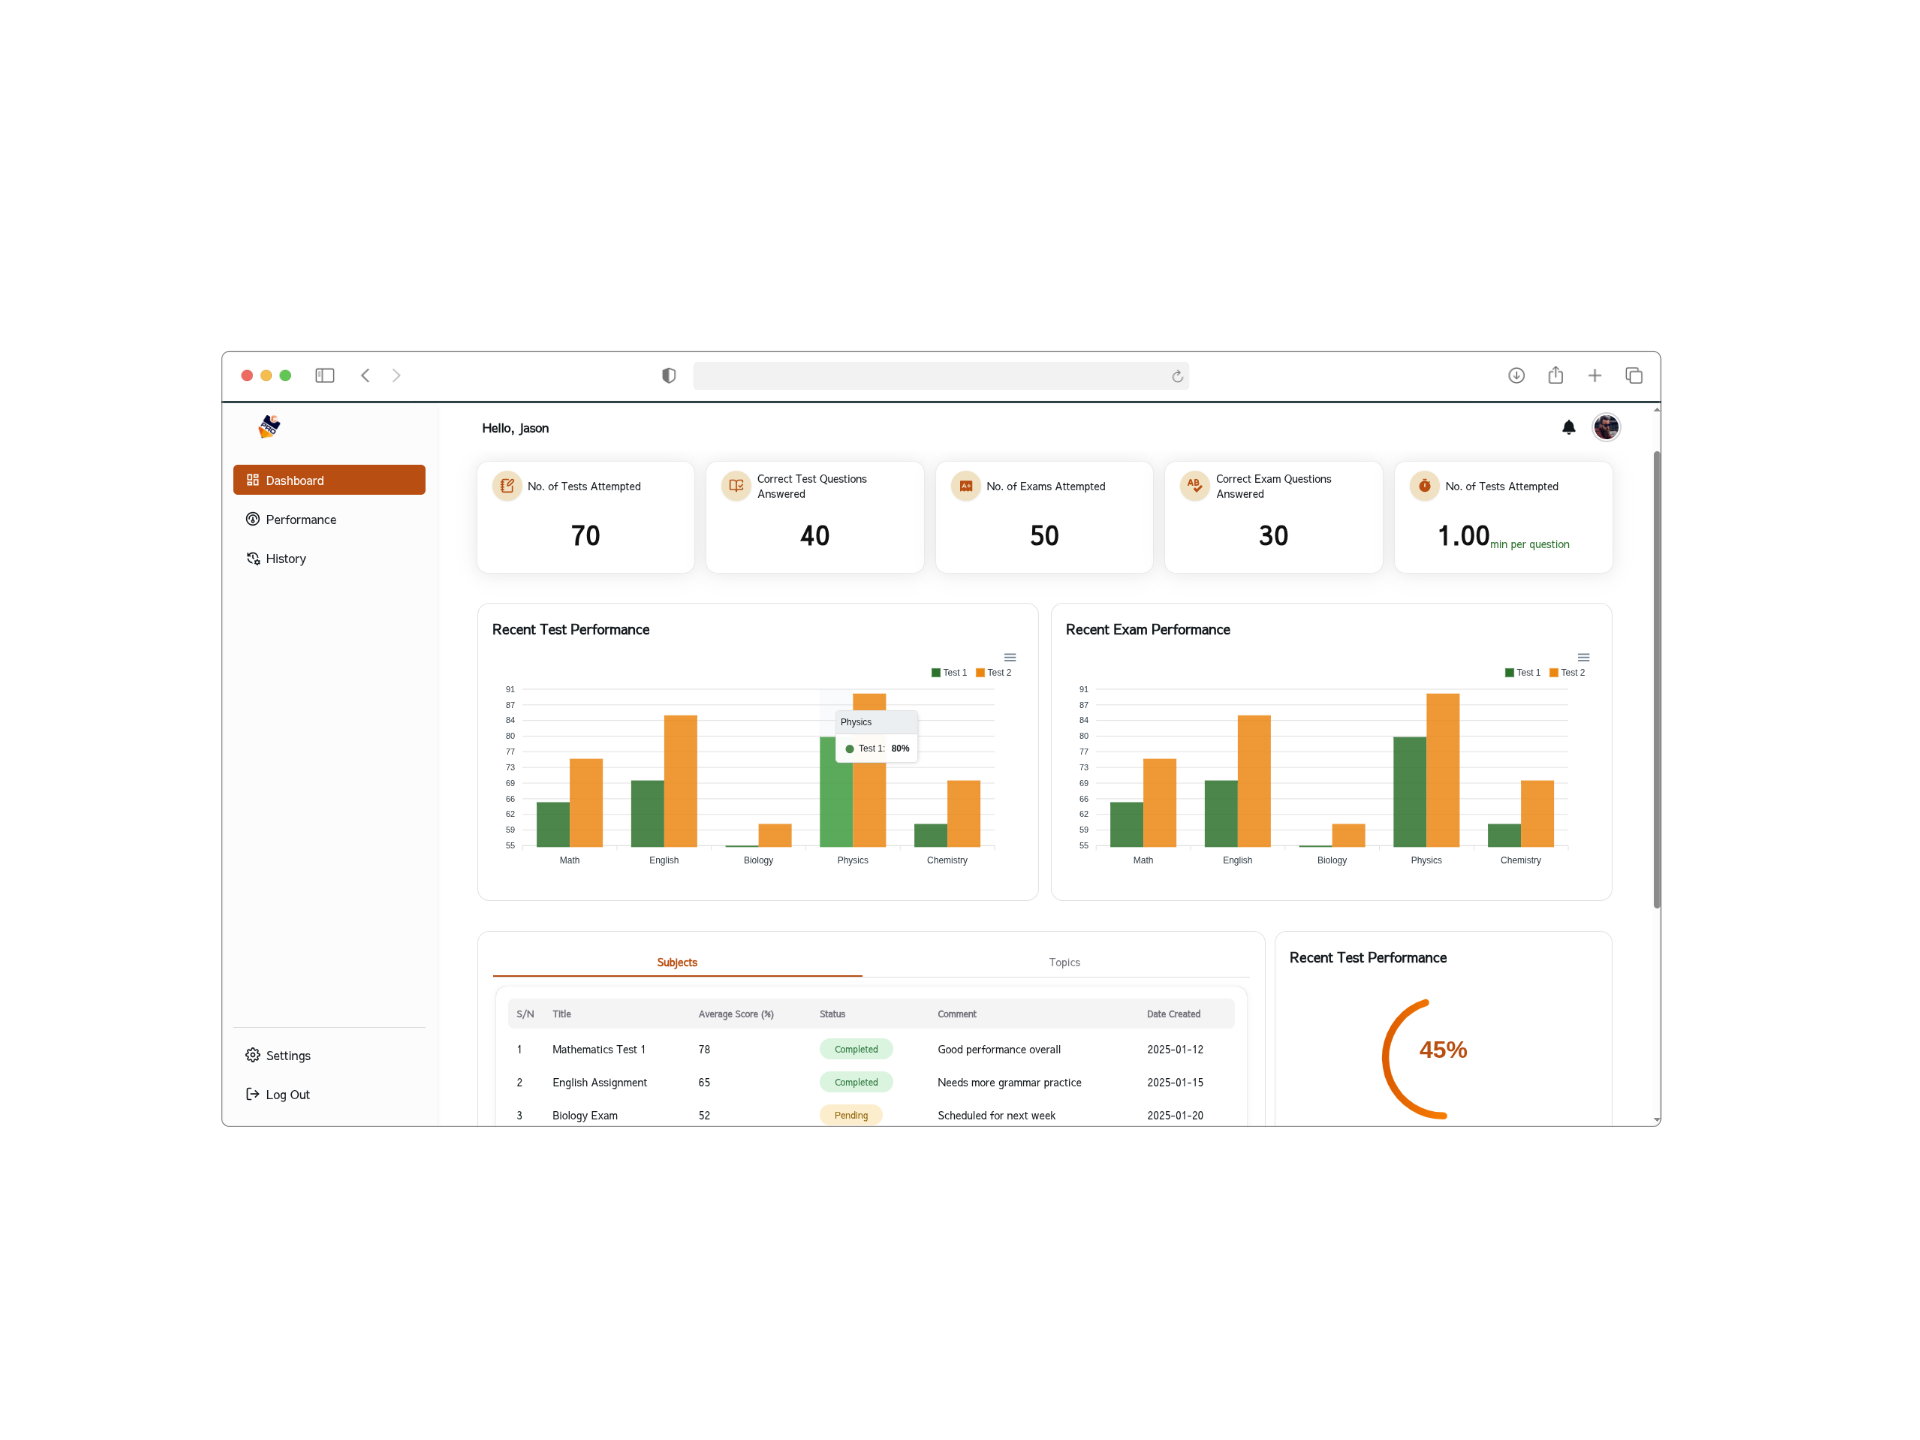 Hello, Jason
Dashboard
Performance
History
Settings
Log Out
No. of Tests Attempted
70
Correct Test Questions
Answered
40
No. of Exams Attempted
50
Correct Exam Questions
Answered
30
No. of Tests Attempted
1.00 min per question
Recent Test Performance
Test 1 Test 2
91
87
84
80
77
73
69
66
62
59
55
Physics
Test 1: 80%
Math English Biology Physics Chemistry
Recent Exam Performance
Test 1 Test 2
91
87
84
80
77
73
69
66
62
59
55
Math English Biology Physics Chemistry
Subjects Topics
S/N Title Average Score (%) Status Comment Date Created
1 Mathematics Test 1 78 Completed Good performance overall 2025-01-12
2 English Assignment 65 Completed Needs more grammar practice 2025-01-15
3 Biology Exam 52 Pending Scheduled for next week 2025-01-20
Recent Test Performance
45%